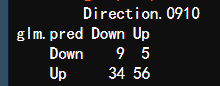 Direction.0910
glm.pred Down Up
Down 9 5
Up 34 56